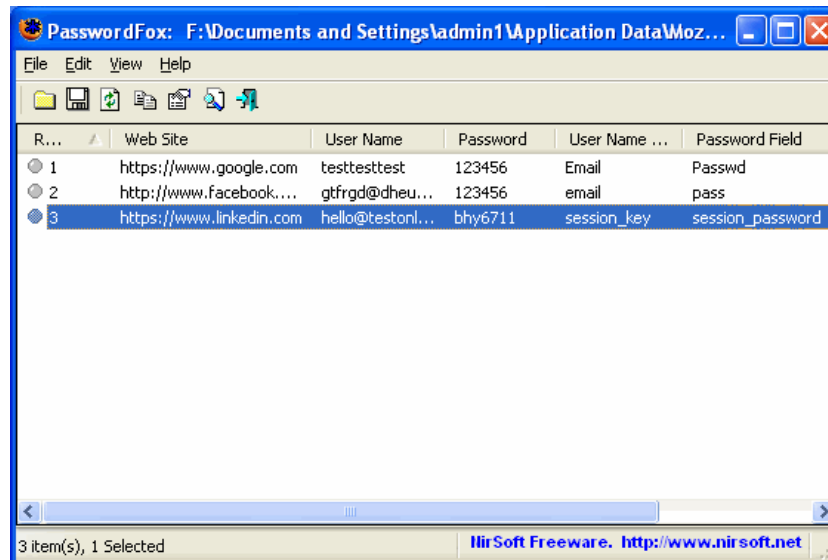 PasswordFox: F:\Documents and Settings\admin1\Application Data\Moz...
File Edit View Help
R... Web Site User Name Password User Name ... Password Field
1 https://www.google.com testtesttest 123456 Email Passwd
2 http://www.facebook.... gtfrgd@dheu... 123456 email pass
3 https://www.linkedin.com hello@testonl... bhy6711 session_key session_password
3 item(s), 1 Selected NirSoft Freeware. http://www.nirsoft.net